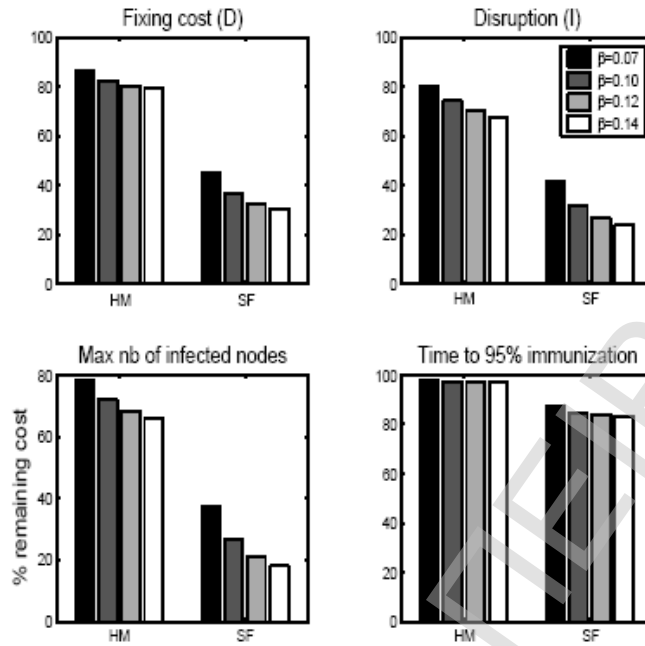 Fixing cost (D)
100
80
60
40
20
0
HM SF
Disruption (I)
100
80
60
40
20
0
HM SF
β=0.07
β=0.10
β=0.12
β=0.14
Max nb of infected nodes
% remaining cost
80
60
40
20
0
HM SF
Time to 95% immunization
100
80
60
40
20
0
HM SF